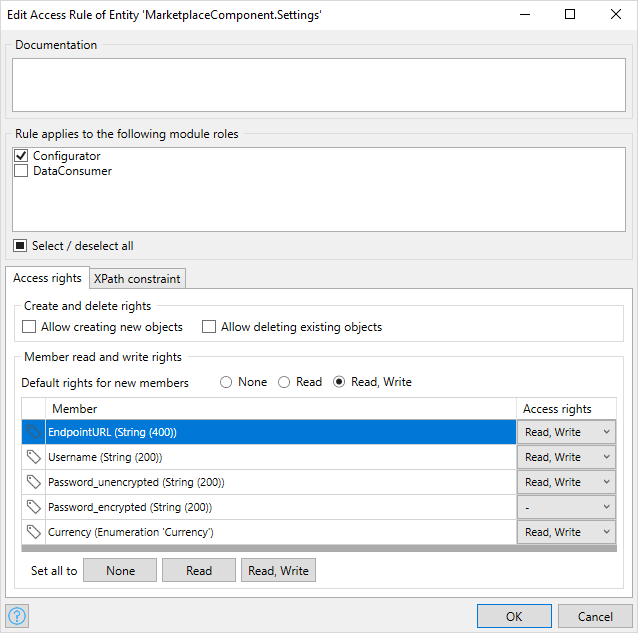 Edit Access Rule of Entity 'MarketplaceComponent.Settings'
Documentation
Rule applies to the following module roles
Configurator
DataConsumer
Select / deselect all
Access rights XPath constraint
Create and delete rights
Allow creating new objects Allow deleting existing objects
Member read and write rights
Default rights for new members None Read Read, Write
Member Access rights
EndpointURL (String (400)) Read, Write
Username (String (200)) Read, Write
Password_unencrypted (String (200)) Read, Write
Password_encrypted (String (200)) -
Currency (Enumeration 'Currency') Read, Write
Set all to None Read Read, Write
? OK Cancel